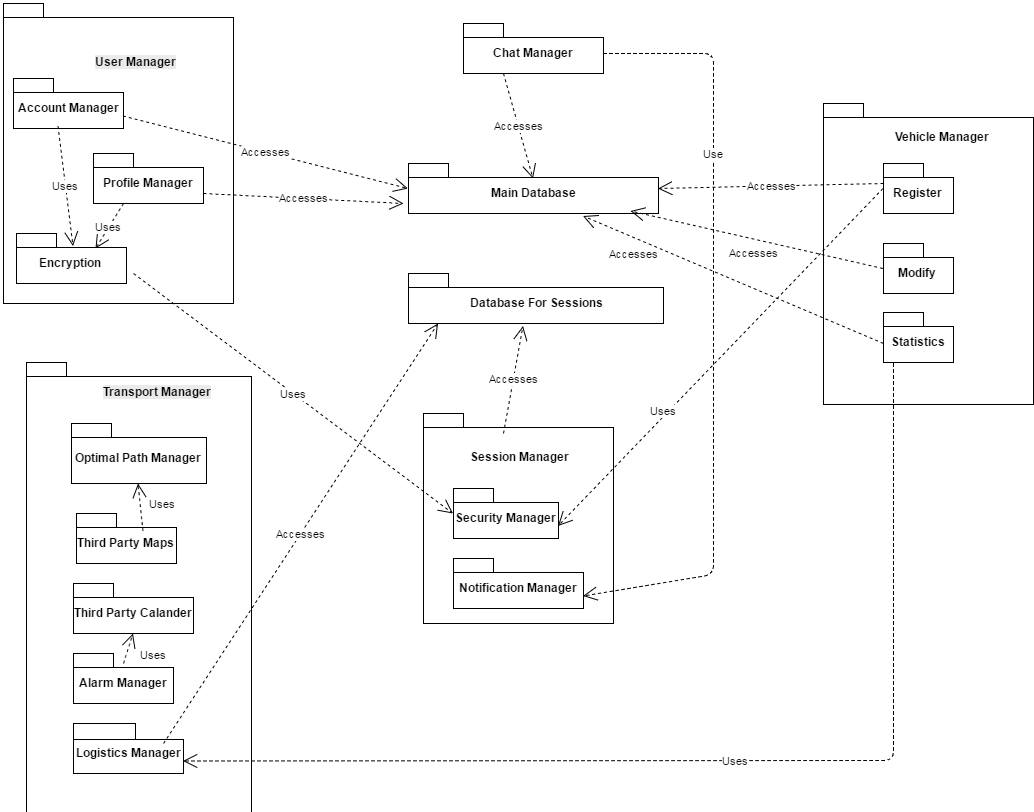 User Manager
Account Manager
Accesses
Uses
Profile Manager
Accesses
Uses
Encryption
Chat Manager
Accesses
Use
Main Database
Vehicle Manager
Accesses
Register
Accesses
Accesses
Modify
Statistics
Database For Sessions
Uses
Accesses
Uses
Transport Manager
Optimal Path Manager
Uses
Third Party Maps
Third Party Calander
Uses
Alarm Manager
Logistics Manager
Accesses
Session Manager
Security Manager
Notification Manager
Uses